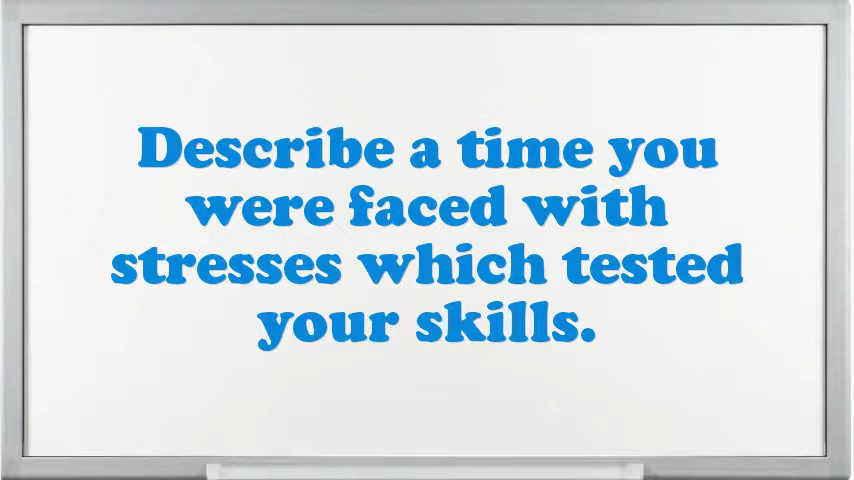 Describe a time you
were faced with
stresses which tested
your skills.